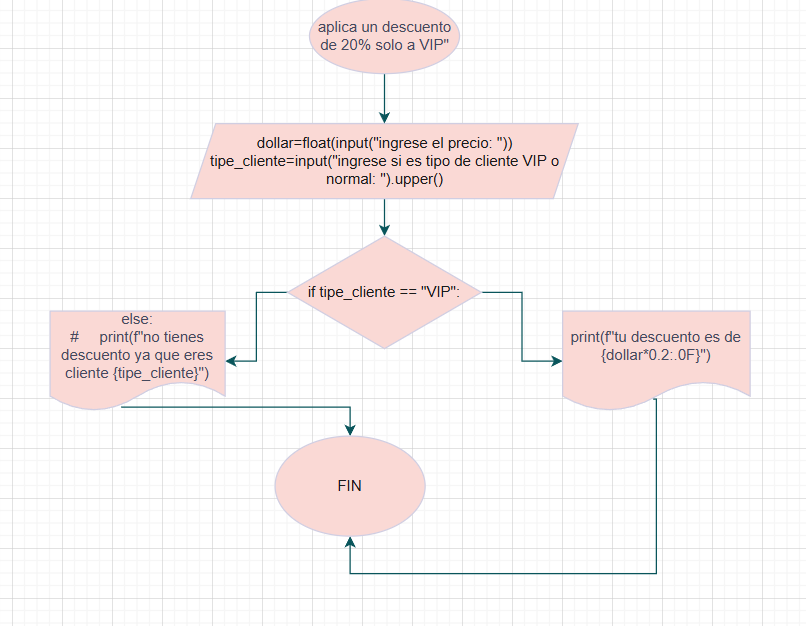 aplica un descuento
de 20% solo a VIP"
dollar=float(input("ingrese el precio: "))
tipe_cliente=input("ingrese si es tipo de cliente VIP o
normal: ").upper()
if tipe_cliente == "VIP":
else:
#     print(f"no tienes
descuento ya que eres
cliente {tipe_cliente}")
print(f"tu descuento es de
{dollar*0.2:.0F}")
FIN